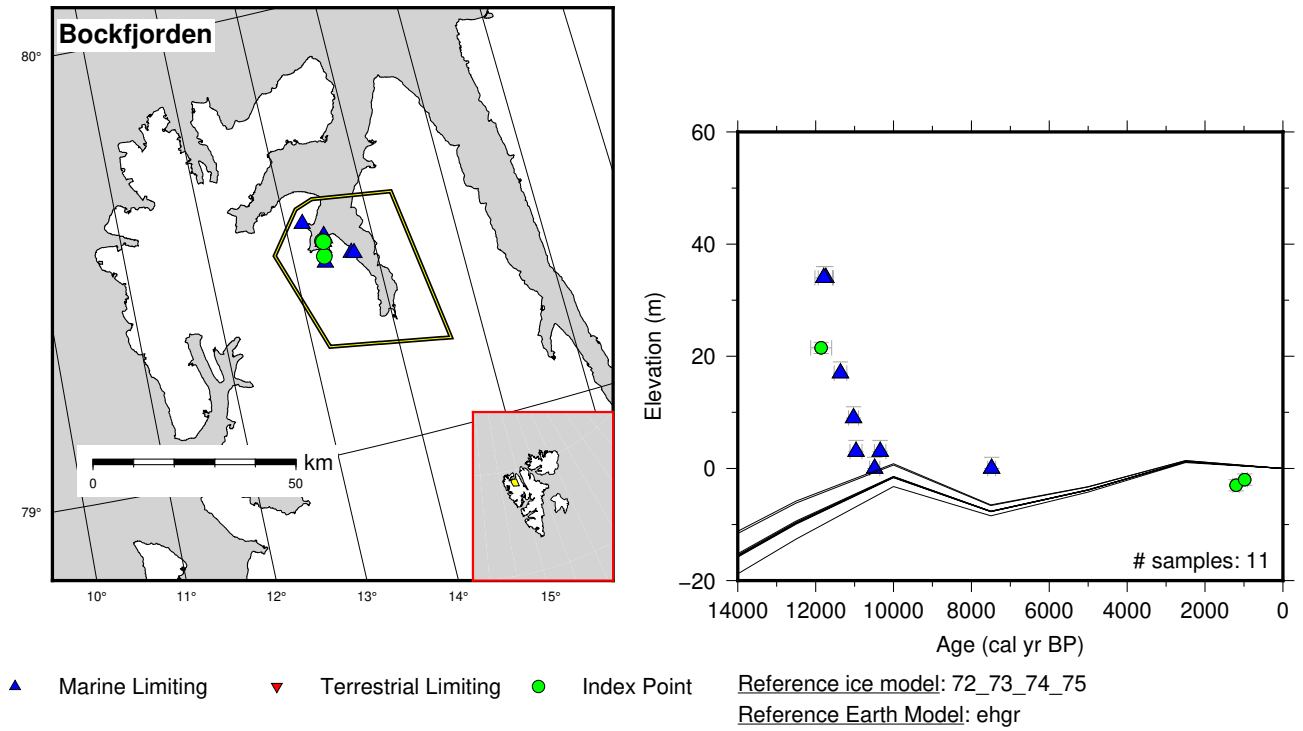 Bockfjorden
80°
79°
km
0
50
10°
11°
12°
13°
14°
15°
60
40
20
0
−20
Elevation (m)
# samples: 11
14000
12000
10000
8000
6000
4000
2000
0
Age (cal yr BP)
Marine Limiting
Terrestrial Limiting
Index Point
Reference ice model: 72_73_74_75
Reference Earth Model: ehgr